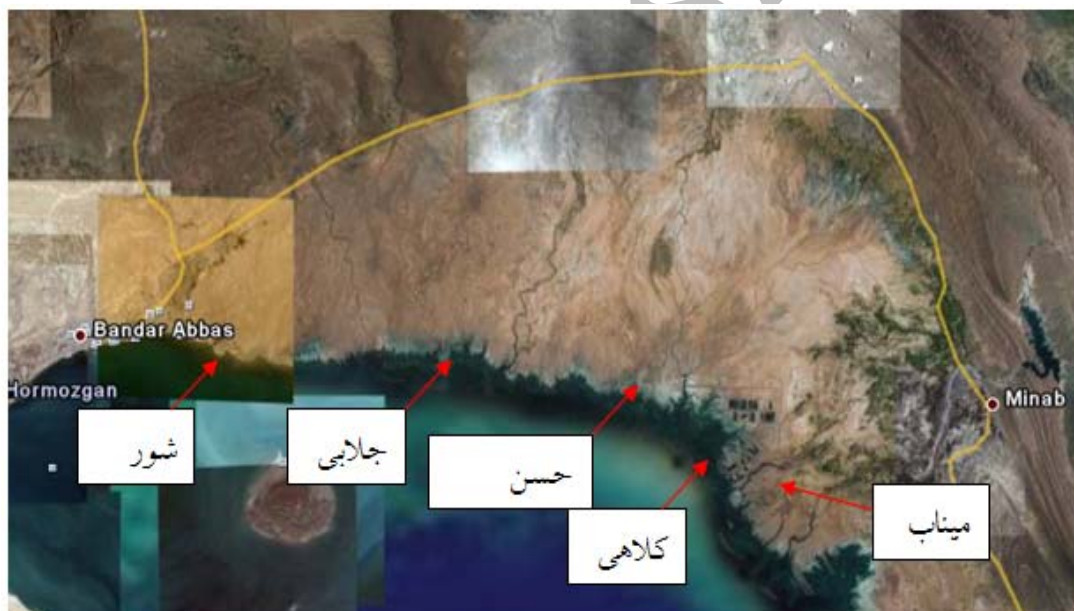 Bandar Abbas
Hormozgan
Minab
شور
جلابی
حسن
کلاهی
میناب